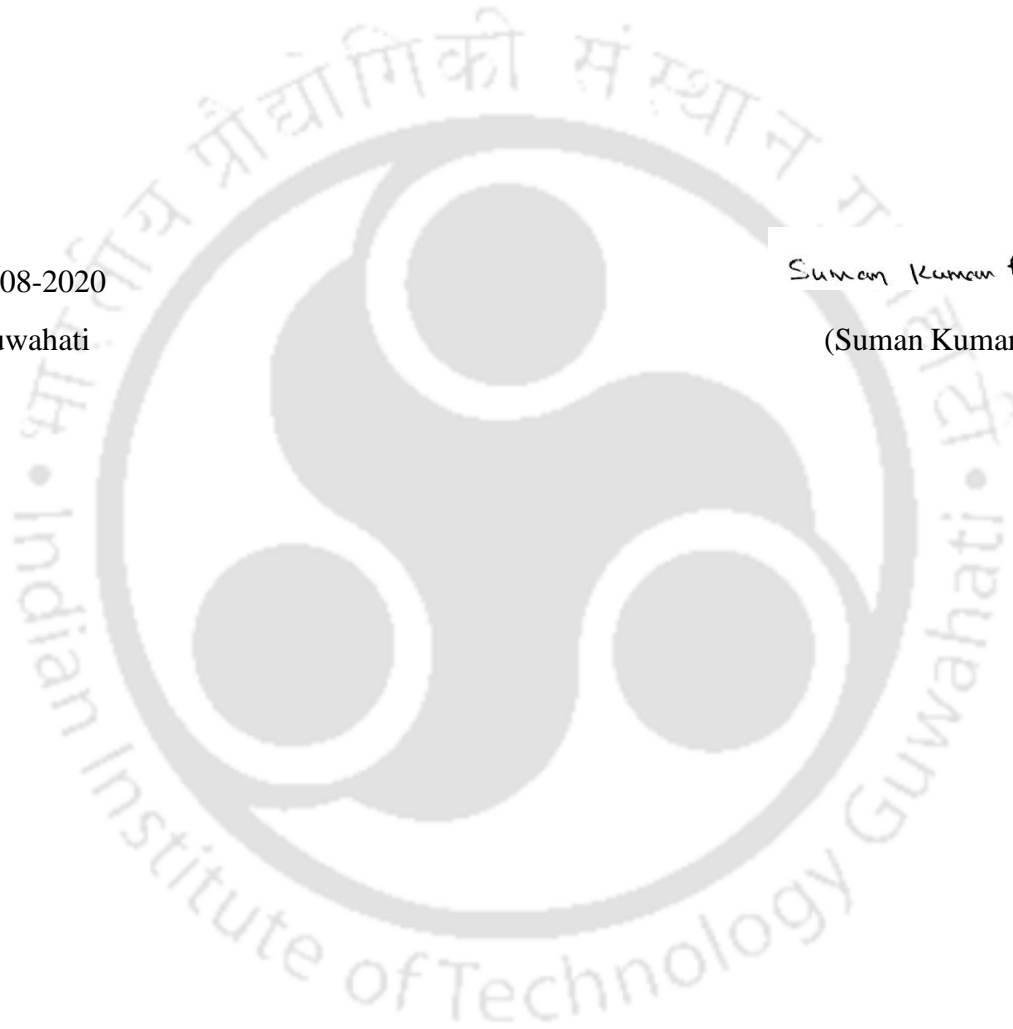 भारतीय प्रौद्योगिकी संस्थान गुवाहाटी
08-2020
Suman Kumar
uwahati
(Suman Kumar
• Indian Institute of Technology Guwahati •